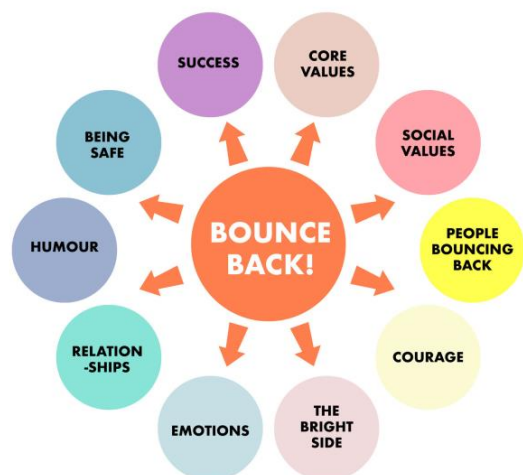 SUCCESS
CORE
VALUES
BEING
SAFE
SOCIAL
VALUES
HUMOUR
BOUNCE
BACK!
PEOPLE
BOUNCING
BACK
RELATION
-SHIPS
COURAGE
EMOTIONS
THE
BRIGHT
SIDE